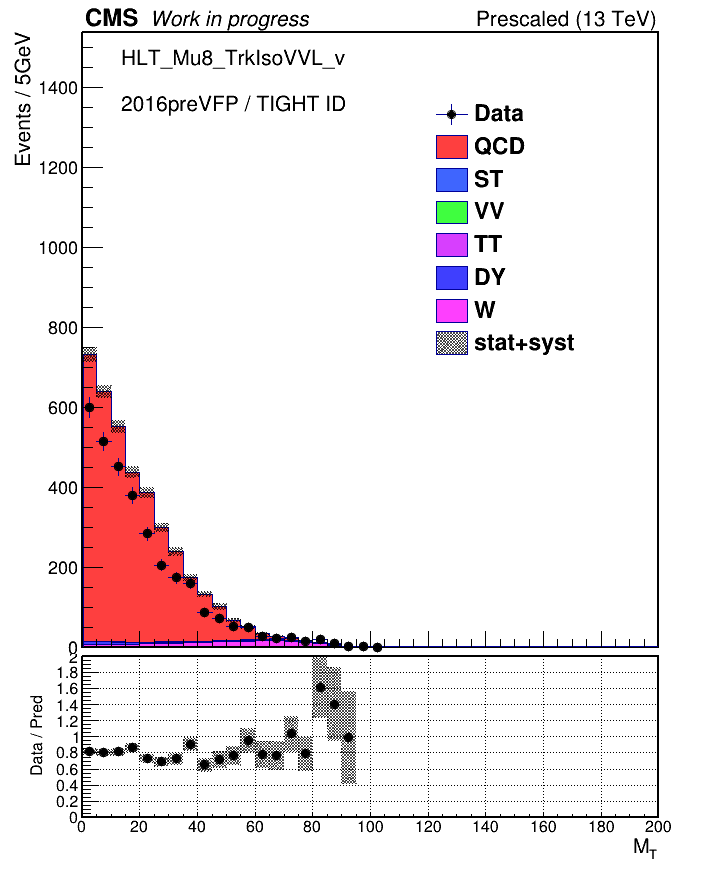 CMS Work in progress Prescaled (13 TeV)
Events / 5GeV
HLT_Mu8_TrkIsoVVL_v
2016preVFP / TIGHT ID
Data
QCD
ST
VV
TT
DY
W
stat+syst
1400
1200
1000
800
600
400
200
0
Data / Pred
2
1.8
1.6
1.4
1.2
1
0.8
0.6
0.4
0.2
0
0 20 40 60 80 100 120 140 160 180 200
M_T